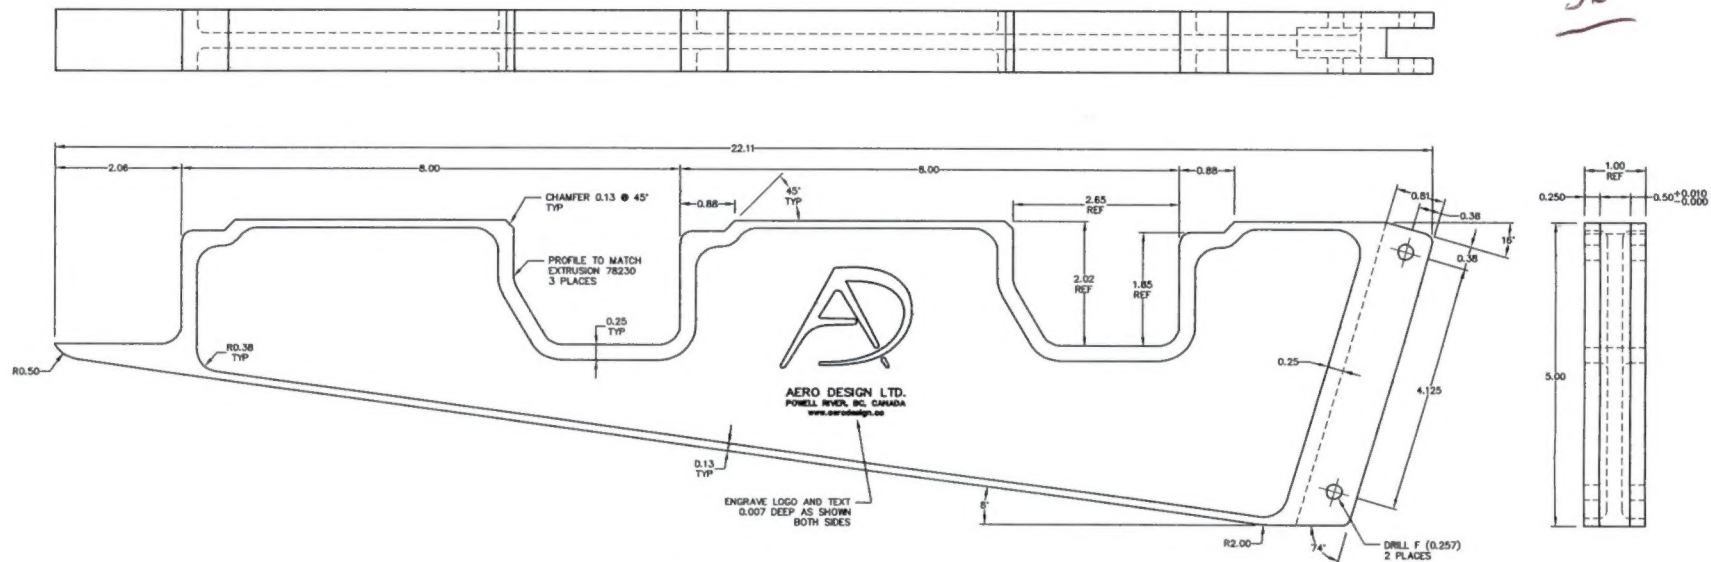 22.11
2.06
8.00
8.00
0.88
CHAMFER 0.13 @ 45°
TYP
0.88
45°
TYP
2.65
REF
0.81
0.38
16°
0.38
1.00
REF
0.250
0.50 +0.010
-0.000
PROFILE TO MATCH
EXTRUSION 78230
3 PLACES
2.02
REF
1.85
REF
0.25
TYP
R0.38
TYP
R0.50
0.25
4.125
5.00
AERO DESIGN LTD.
POWELL RIVER, BC, CANADA
www.aerodesign.ca
0.13
TYP
ENGRAVE LOGO AND TEXT
0.007 DEEP AS SHOWN
BOTH SIDES
8°
R2.00
74°
DRILL F (0.257)
2 PLACES